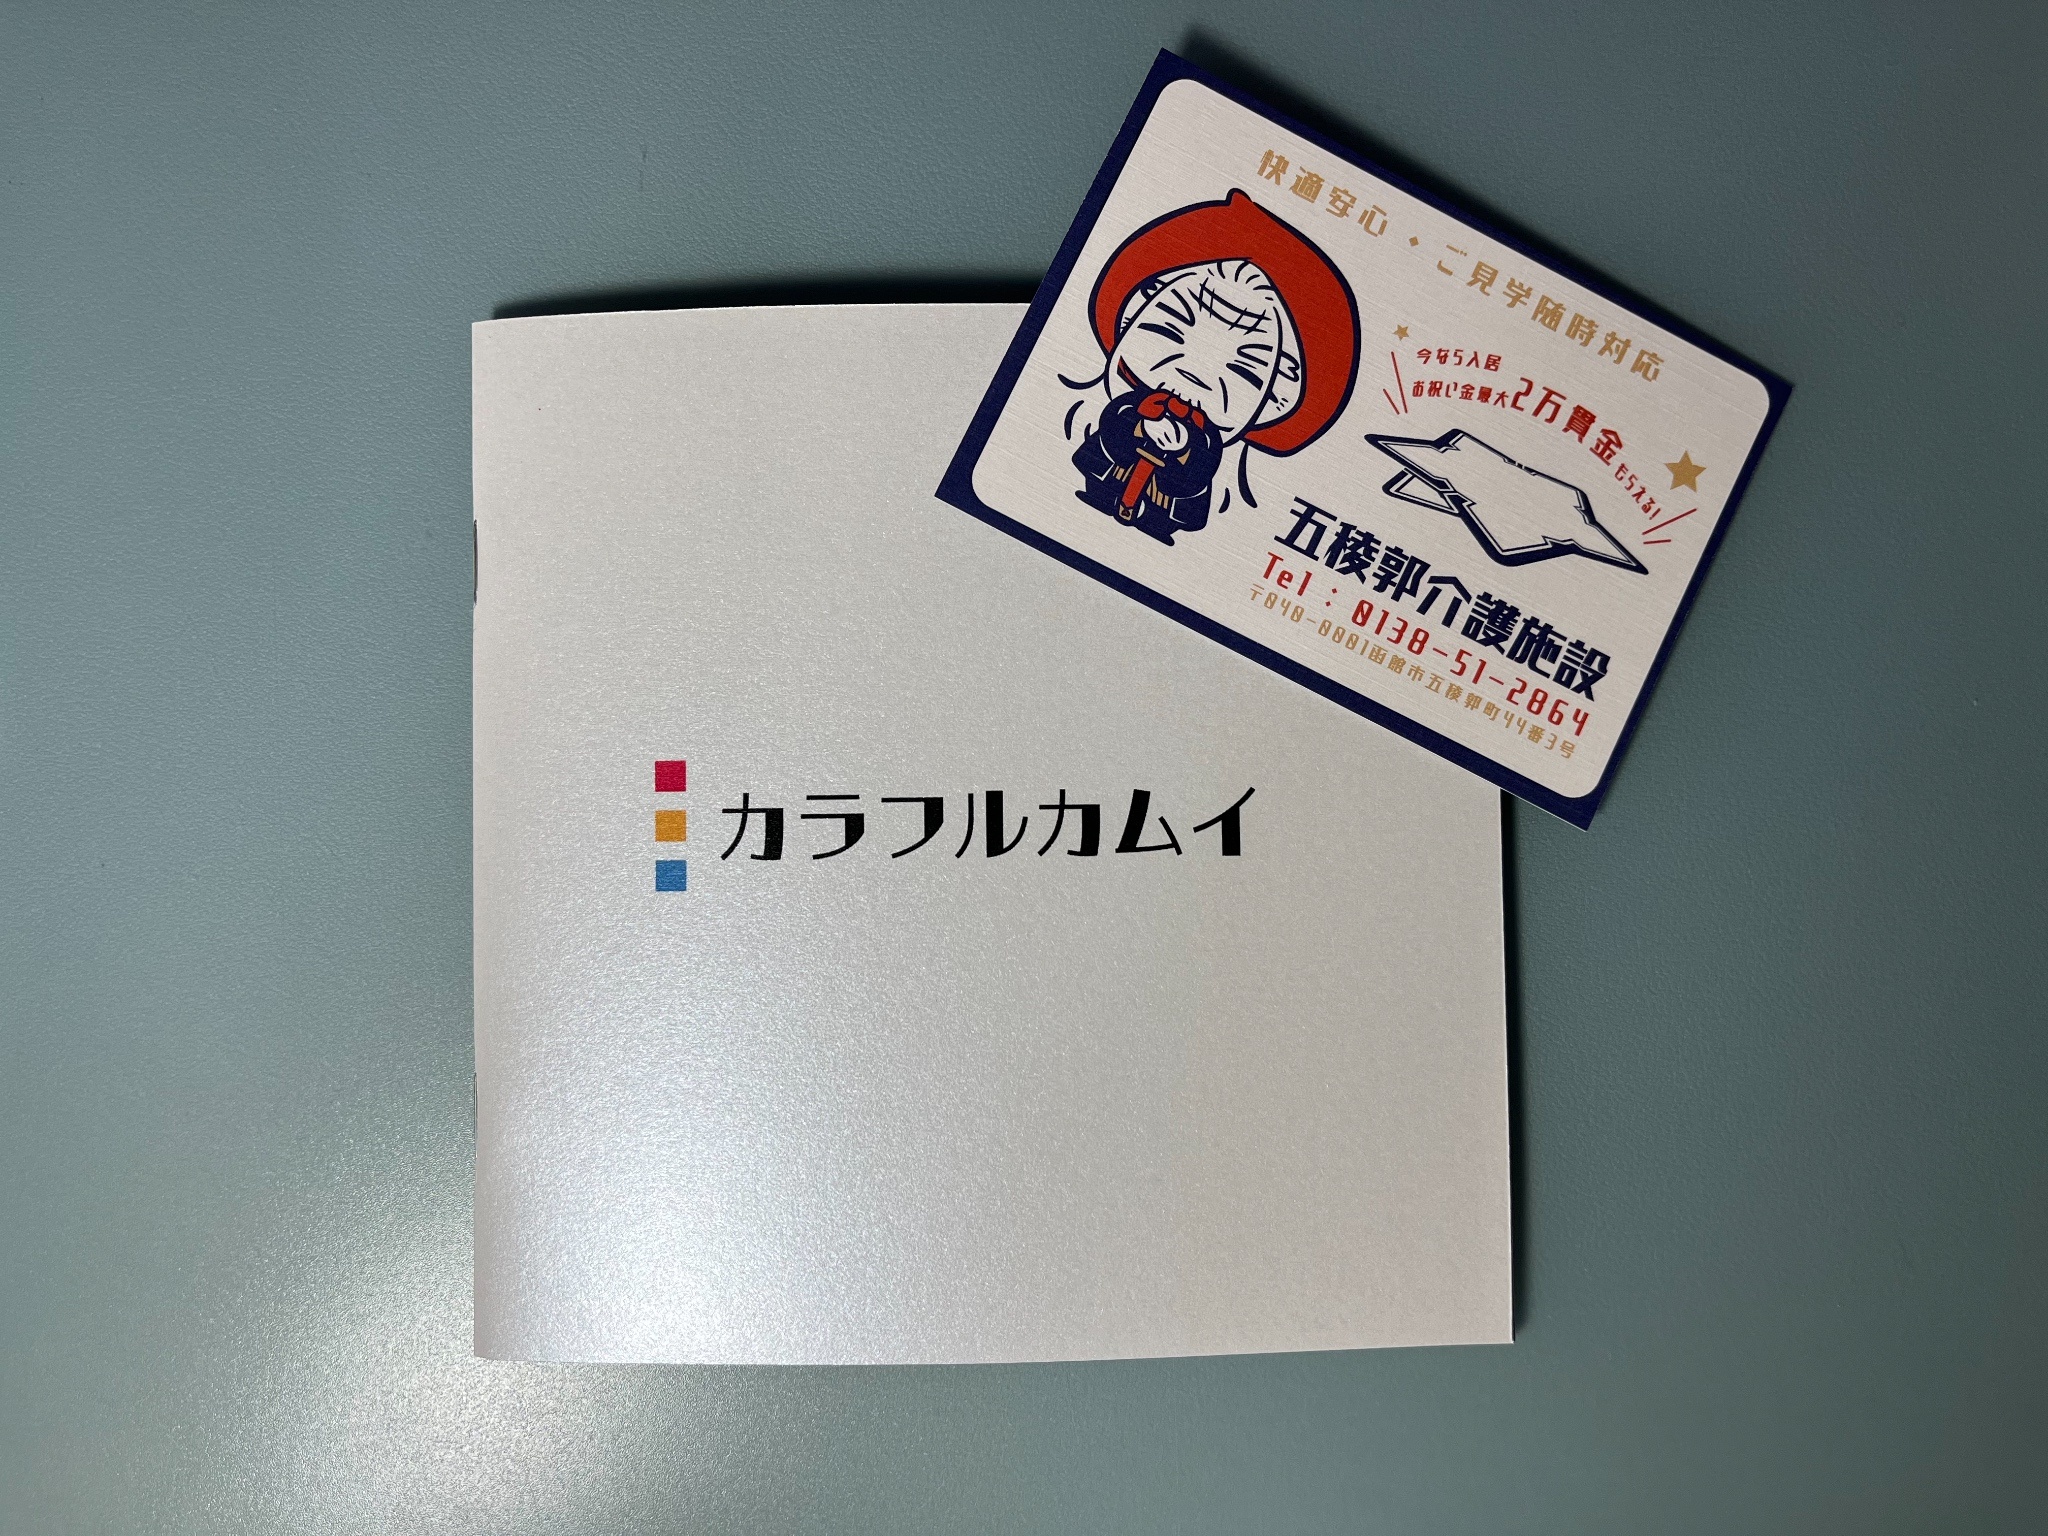 快適安心・ご見学随時対応
今なら入居
お祝い金最大2万貫金もらえる!
五稜郭介護施設
Tel:0138-51-2864
〒040-0001函館市五稜郭町44番3号
カラフルカムイ